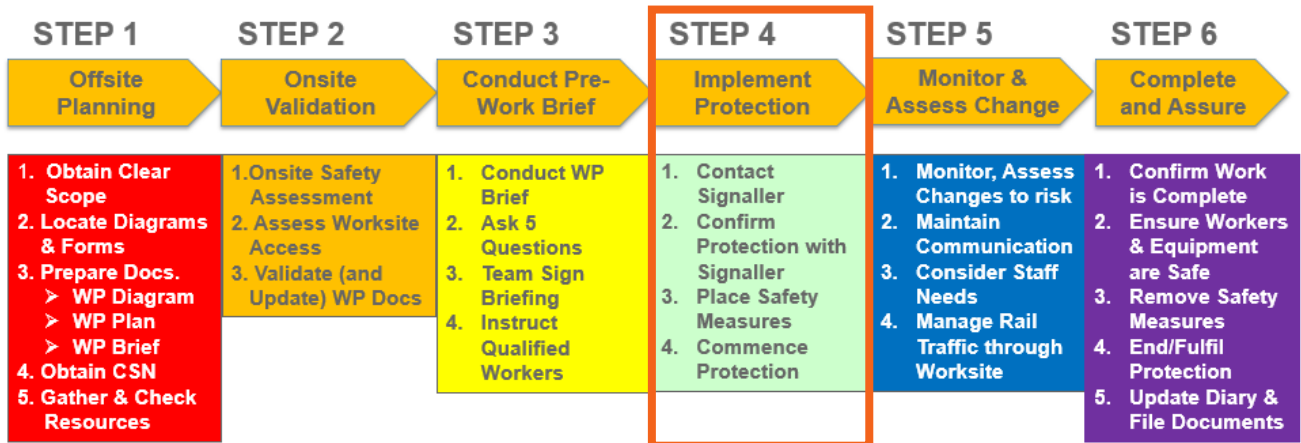 STEP 1
Offsite
Planning
1. Obtain Clear
Scope
2. Locate Diagrams
& Forms
3. Prepare Docs.
➢ WP Diagram
➢ WP Plan
➢ WP Brief
4. Obtain CSN
5. Gather & Check
Resources
STEP 2
Onsite
Validation
1.Onsite Safety
Assessment
2. Assess Worksite
Access
3. Validate (and
Update) WP Docs
STEP 3
Conduct Pre-
Work Brief
1. Conduct WP
Brief
2. Ask 5
Questions
3. Team Sign
Briefing
4. Instruct
Qualified
Workers
STEP 4
Implement
Protection
1. Contact
Signaller
2. Confirm
Protection with
Signaller
3. Place Safety
Measures
4. Commence
Protection
STEP 5
Monitor &
Assess Change
1. Monitor, Assess
Changes to risk
2. Maintain
Communication
3. Consider Staff
Needs
4. Manage Rail
Traffic through
Worksite
STEP 6
Complete
and Assure
1. Confirm Work
is Complete
2. Ensure Workers
& Equipment
are Safe
3. Remove Safety
Measures
4. End/Fulfil
Protection
5. Update Diary &
File Documents